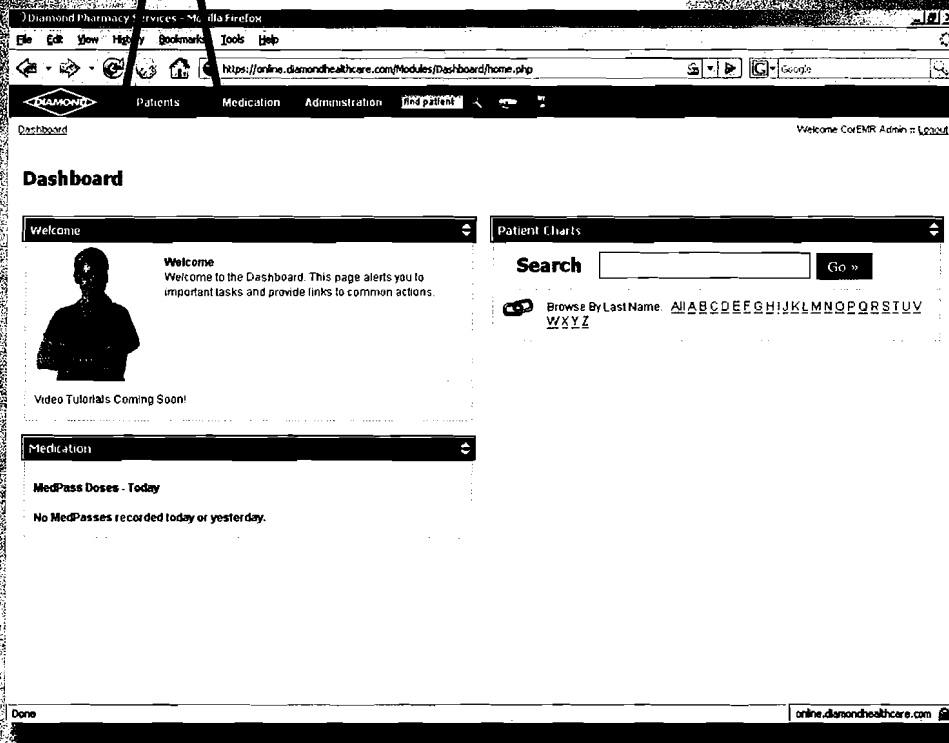 Diamond Pharmacy Services - Mozilla Firefox
File Edit View History Bookmarks Tools Help
https://online.diamondhealthcare.com/Modules/Dashboard/home.php
Google
DIAMOND Patients Medication Administration find patient
Dashboard
Welcome CorEMR Admin :: Logout
Dashboard
Welcome
Welcome
Welcome to the Dashboard. This page alerts you to
important tasks and provide links to common actions.
Video Tutorials Coming Soon!
Medication
MedPass Doses - Today
No MedPasses recorded today or yesterday.
Patient Charts
Search Go »
Browse By Last Name: All A B C D E F G H I J K L M N O P Q R S T U V
W X Y Z
Done
online.diamondhealthcare.com